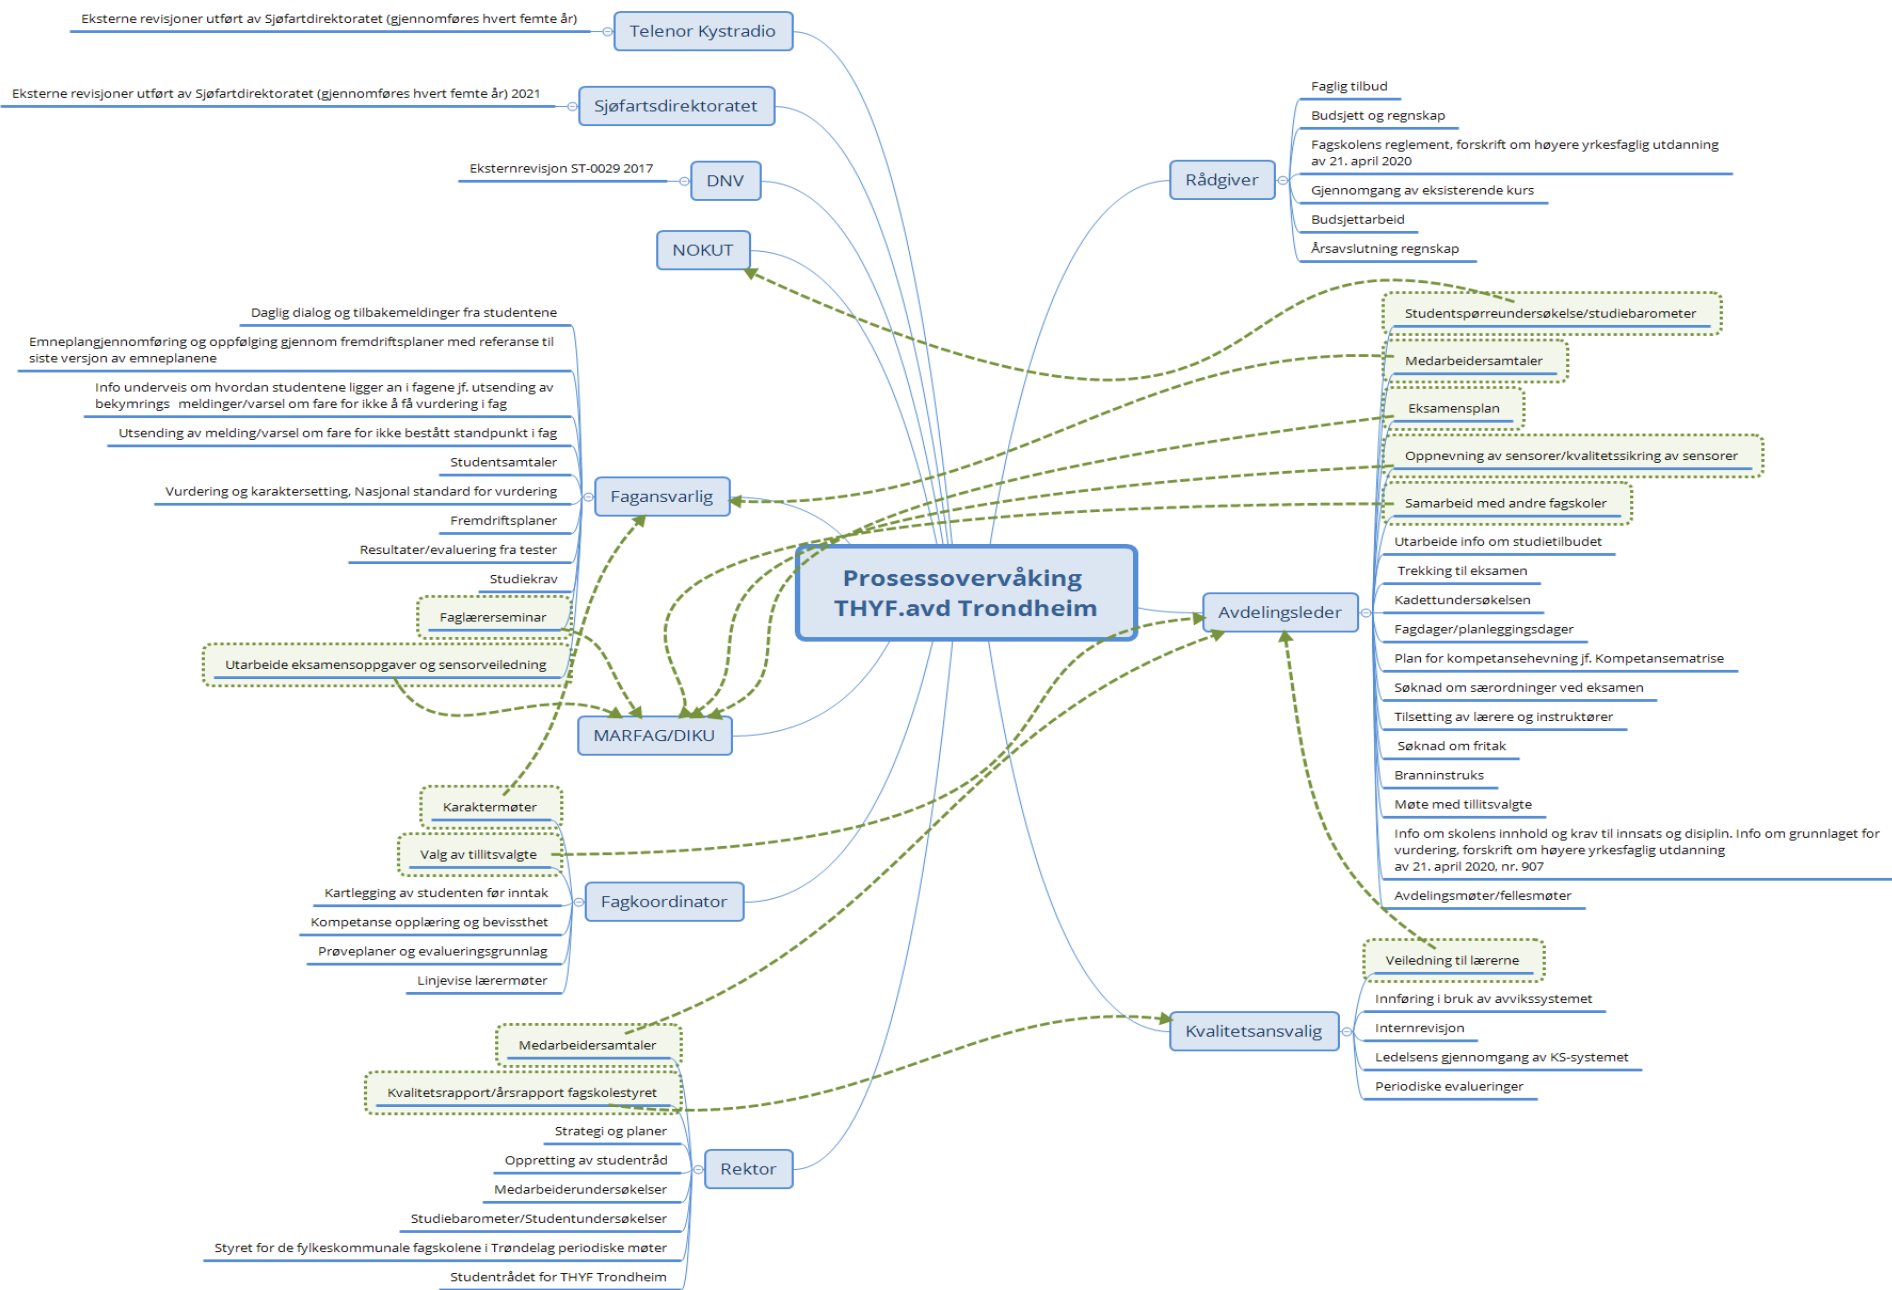 Eksterne revisjoner utført av Sjøfartdirektoratet (gjennomføres hvert femte år)
Telenor Kystradio
Eksterne revisjoner utført av Sjøfartdirektoratet (gjennomføres hvert femte år) 2021
Sjøfartsdirektoratet
Eksternrevisjon ST-0029 2017
DNV
NOKUT
Daglig dialog og tilbakemeldinger fra studentene
Emneplangjennomføring og oppfølging gjennom fremdriftsplaner med referanse til
siste versjon av emneplanene
Info underveis om hvordan studentene ligger an i fagene jf. utsending av
bekymrings meldinger/varsel om fare for ikke å få vurdering i fag
Utsending av melding/varsel om fare for ikke bestått standpunkt i fag
Studentsamtaler
Vurdering og karaktersetting, Nasjonal standard for vurdering
Fremdriftsplaner
Resultater/evaluering fra tester
Studiekrav
Faglærerseminar
Utarbeide eksamensoppgaver og sensorveiledning
Fagansvarlig
MARFAG/DIKU
Karaktermøter
Valg av tillitsvalgte
Kartlegging av studenten før inntak
Kompetanse opplæring og bevissthet
Prøveplaner og evalueringsgrunnlag
Linjevise lærermøter
Fagkoordinator
Medarbeidersamtaler
Kvalitetsrapport/årsrapport fagskolestyret
Strategi og planer
Oppretting av studentråd
Medarbeiderundersøkelser
Studiebarometer/Studentundersøkelser
Styret for de fylkeskommunale fagskolene i Trøndelag periodiske møter
Studentrådet for THYF Trondheim
Rektor
Prosessovervåking
THYF.avd Trondheim
Rådgiver
Faglig tilbud
Budsjett og regnskap
Fagskolens reglement, forskrift om høyere yrkesfaglig utdanning
av 21. april 2020
Gjennomgang av eksisterende kurs
Budsjettarbeid
Årsavslutning regnskap
Avdelingsleder
Studentspørreundersøkelse/studiebarometer
Medarbeidersamtaler
Eksamensplan
Oppnevning av sensorer/kvalitetssikring av sensorer
Samarbeid med andre fagskoler
Utarbeide info om studietilbudet
Trekking til eksamen
Kadettundersøkelsen
Fagdager/planleggingsdager
Plan for kompetansehevning jf. Kompetansematrise
Søknad om særordninger ved eksamen
Tilsetting av lærere og instruktører
Søknad om fritak
Branninstruks
Møte med tillitsvalgte
Info om skolens innhold og krav til innsats og disiplin. Info om grunnlaget for
vurdering, forskrift om høyere yrkesfaglig utdanning
av 21. april 2020, nr. 907
Avdelingsmøter/fellesmøter
Kvalitetsansvalig
Veiledning til lærerne
Innføring i bruk av avvikssystemet
Internrevisjon
Ledelsens gjennomgang av KS-systemet
Periodiske evalueringer